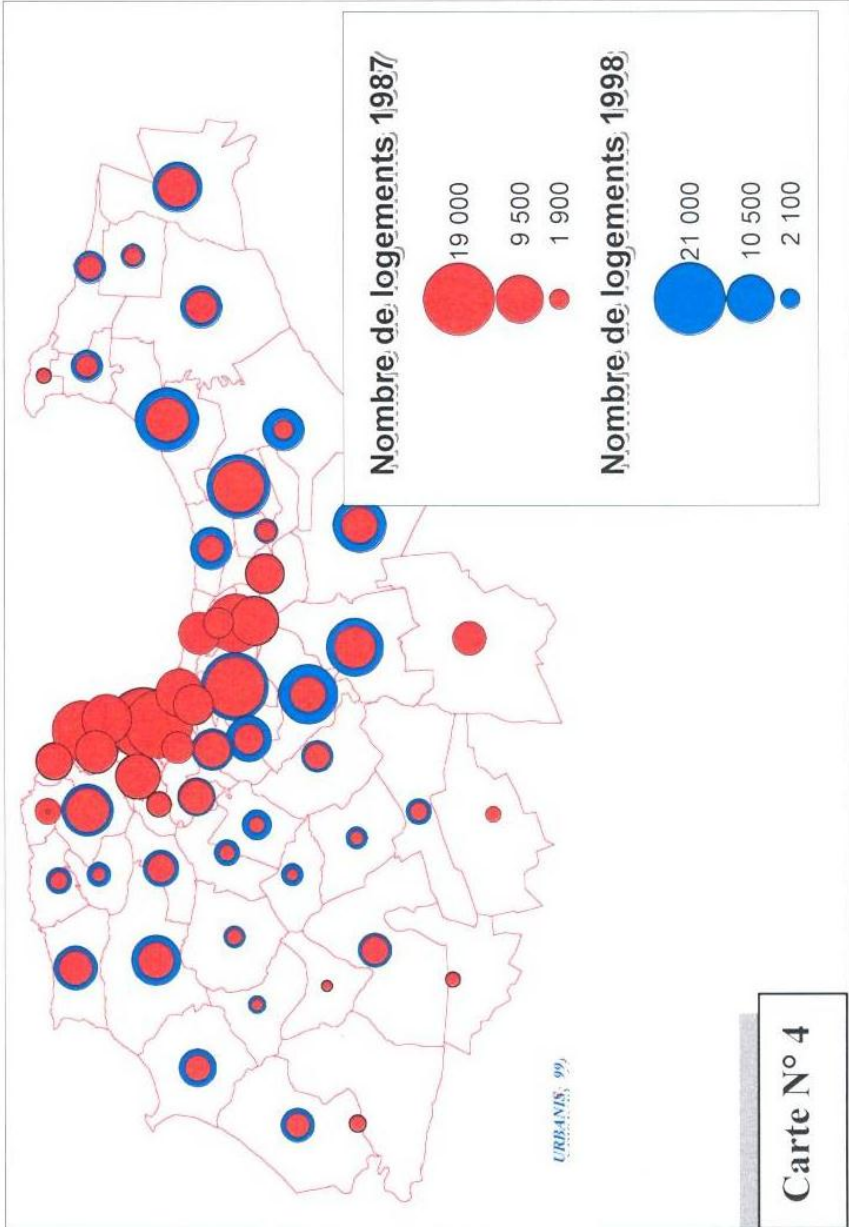 Nombre de logements 1987
19 000
9 500
1 900
Nombre de logements 1998
21 000
10 500
2 100
URBANIS, 99,
Carte N° 4